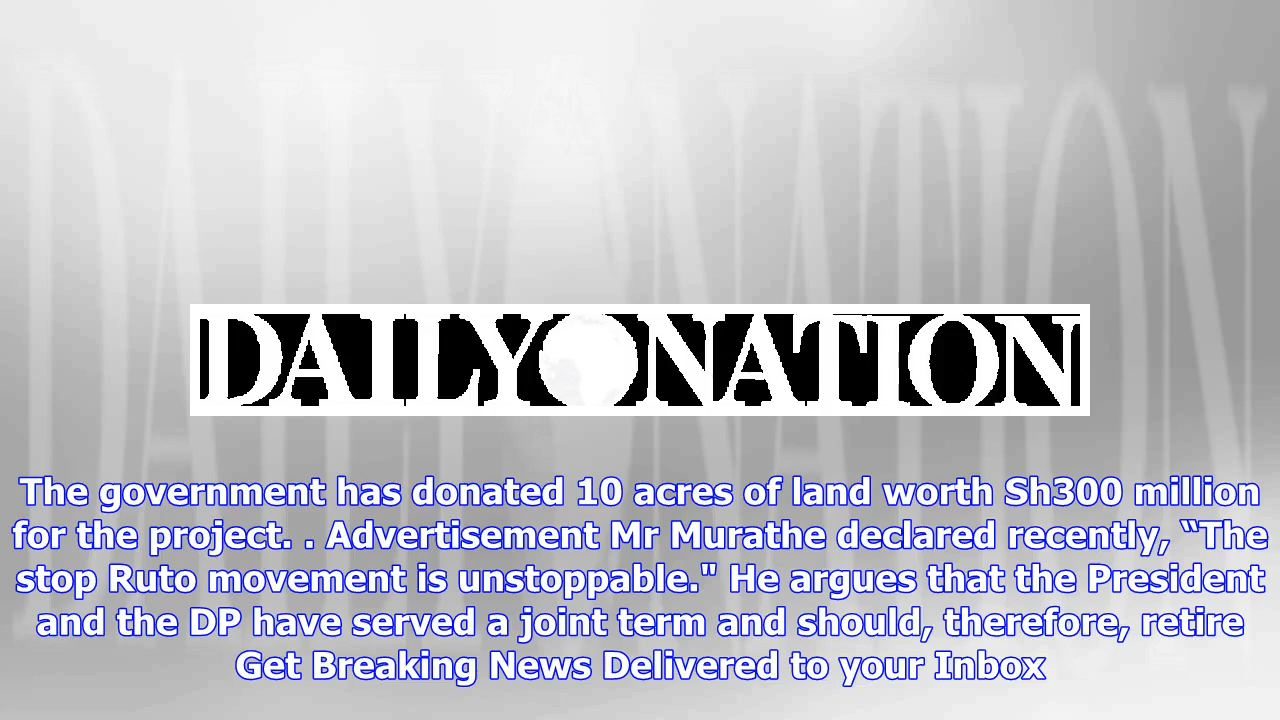 DAILY NATION
DAILY NATION
The government has donated 10 acres of land worth Sh300 million
for the project. . Advertisement Mr Murathe declared recently, “The
stop Ruto movement is unstoppable." He argues that the President
and the DP have served a joint term and should, therefore, retire
Get Breaking News Delivered to your Inbox